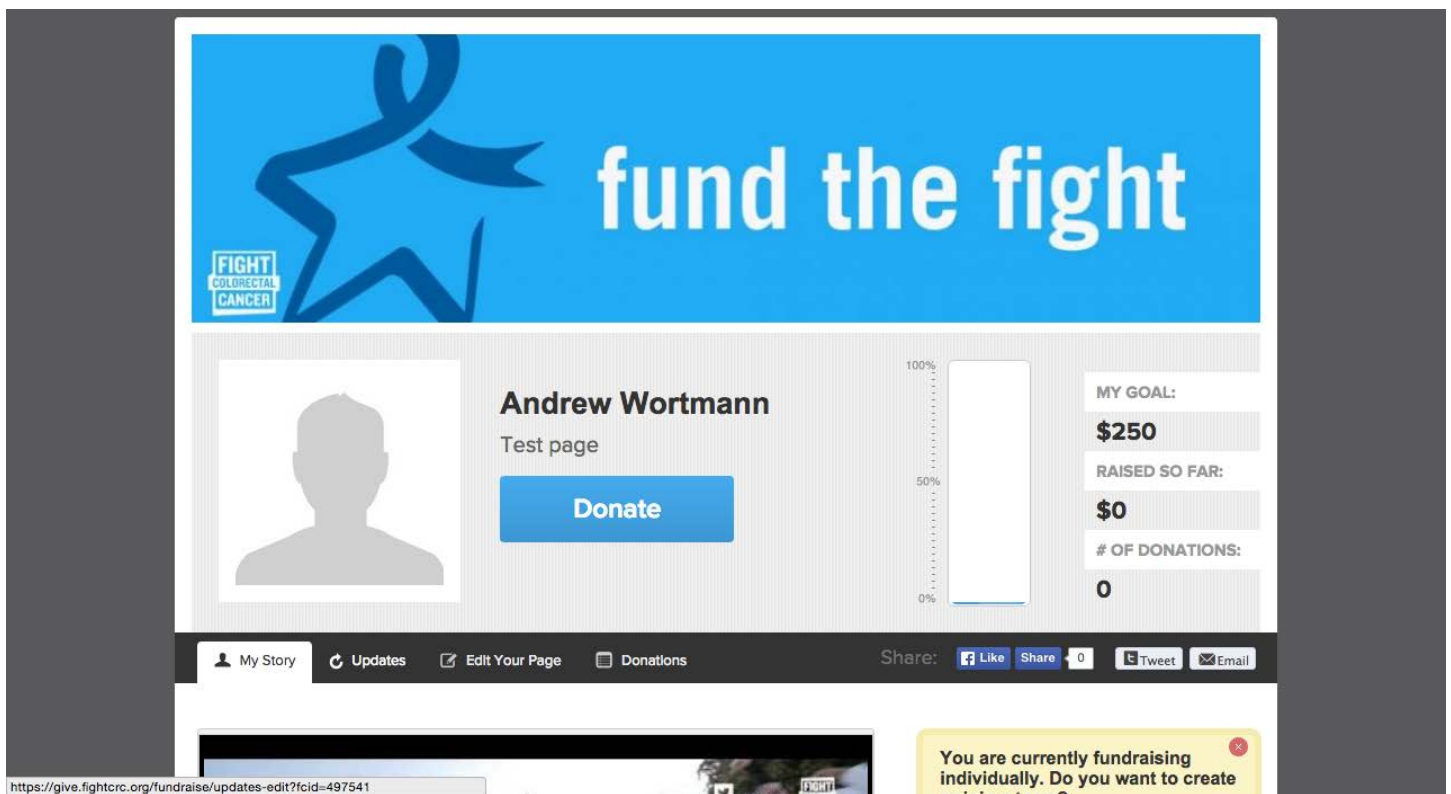 fund the fight
FIGHT
COLORECTAL
CANCER
Andrew Wortmann
Test page
Donate
100%
50%
0%
MY GOAL:
$250
RAISED SO FAR:
$0
# OF DONATIONS:
0
My Story Updates Edit Your Page Donations Share: Like Share 0 Tweet Email
You are currently fundraising
individually. Do you want to create
FIGHT
https://give.fightcrc.org/fundraise/updates-edit?fcid=497541